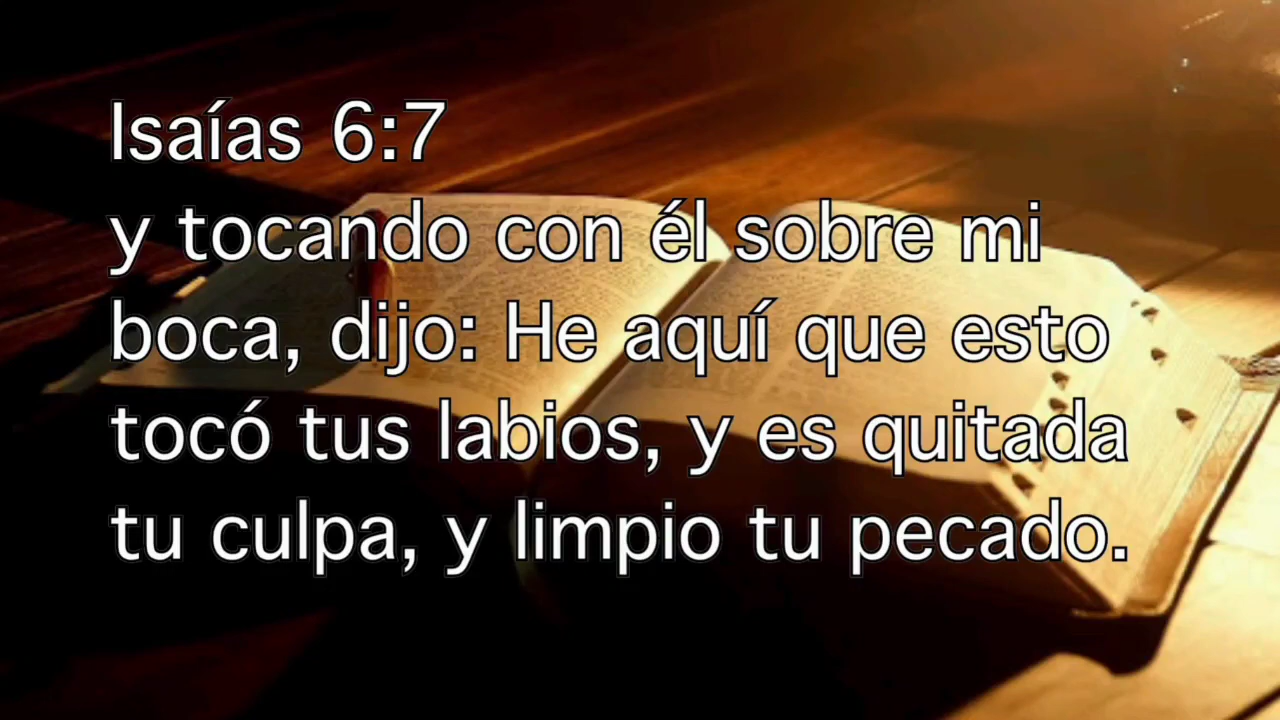 Isaías 6:7
y tocando con él sobre mi
boca, dijo: He aquí que esto
tocó tus labios, y es quitada
tu culpa, y limpio tu pecado.